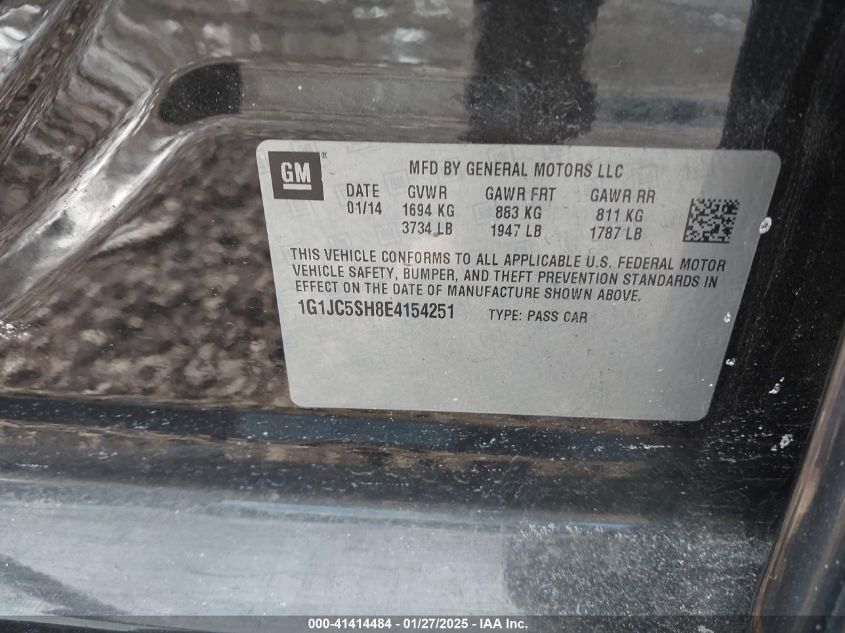 GM
MFD BY GENERAL MOTORS LLC
DATE GVWR GAWR FRT GAWR RR
01/14 1694 KG 883 KG 811 KG
3734 LB 1947 LB 1787 LB
THIS VEHICLE CONFORMS TO ALL APPLICABLE U.S. FEDERAL MOTOR
VEHICLE SAFETY, BUMPER, AND THEFT PREVENTION STANDARDS IN
EFFECT ON THE DATE OF MANUFACTURE SHOWN ABOVE.
1G1JC5SH8E4154251 TYPE: PASS CAR
000-41414484 - 01/27/2025 - IAA Inc.